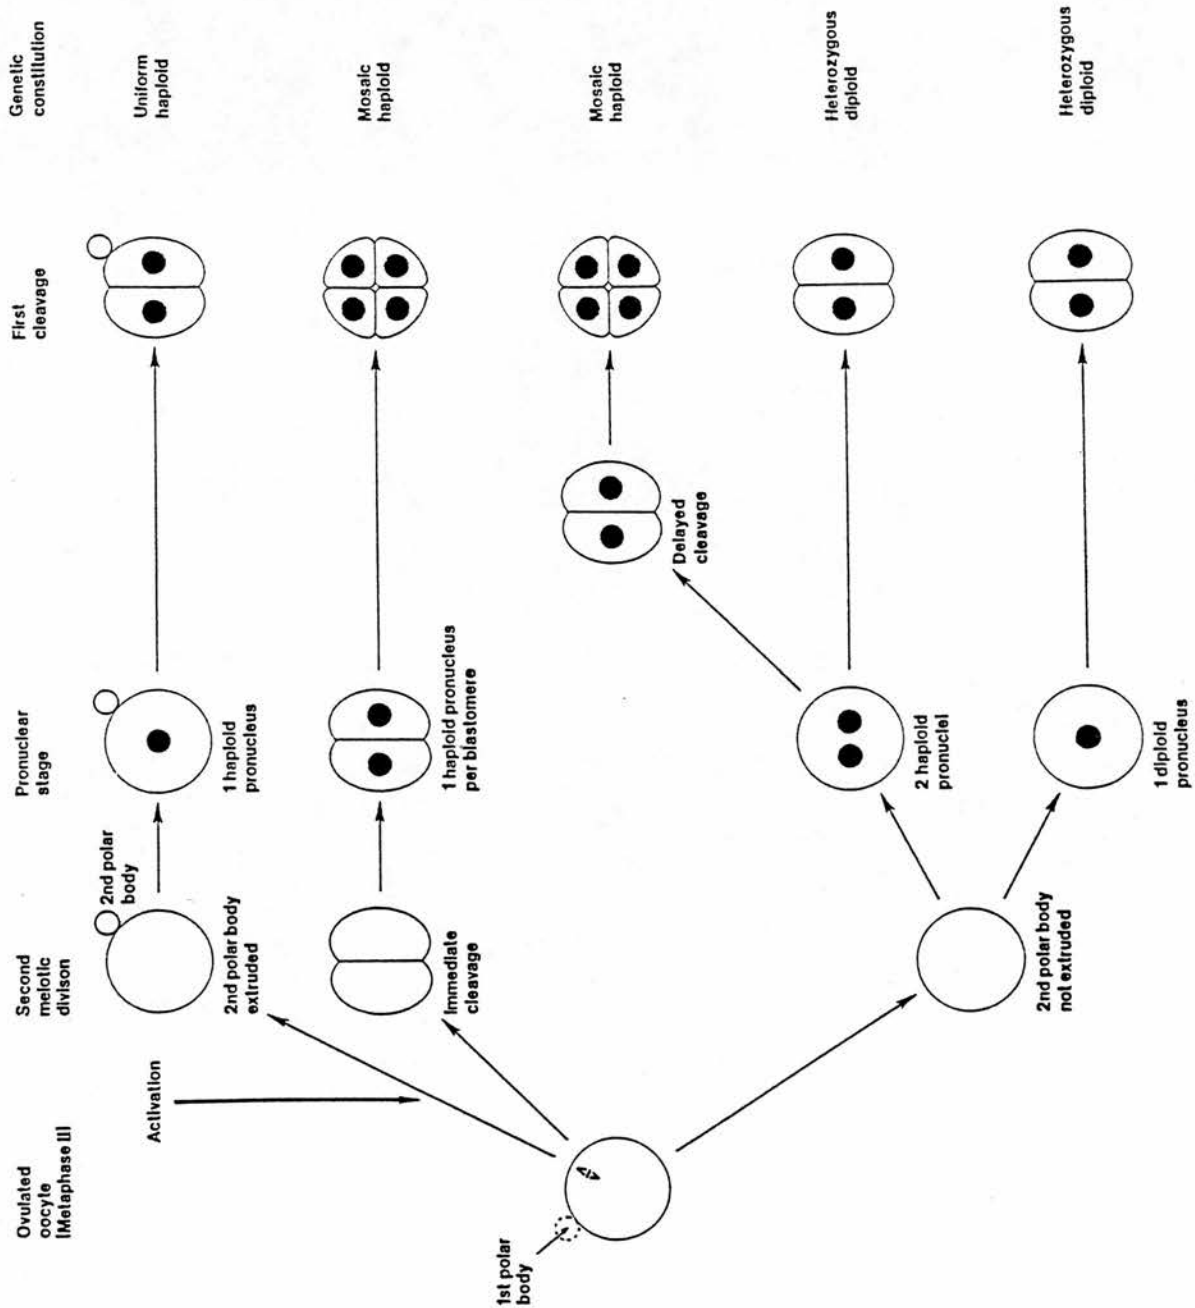 Ovulated
oocyte
[Metaphase II]
Second
meiotic
divison
Pronuclear
stage
First
cleavage
Genetic
constitution
Activation
1st polar
body
2nd polar
body
2nd polar body
extruded
1 haploid
pronucleus
Uniform
haploid
Immediate
cleavage
1 haploid pronucleus
per blastomere
Mosaic
haploid
Delayed
cleavage
Mosaic
haploid
2nd polar body
not extruded
2 haploid
pronuclei
Heterozygous
diploid
1 diploid
pronucleus
Heterozygous
diploid